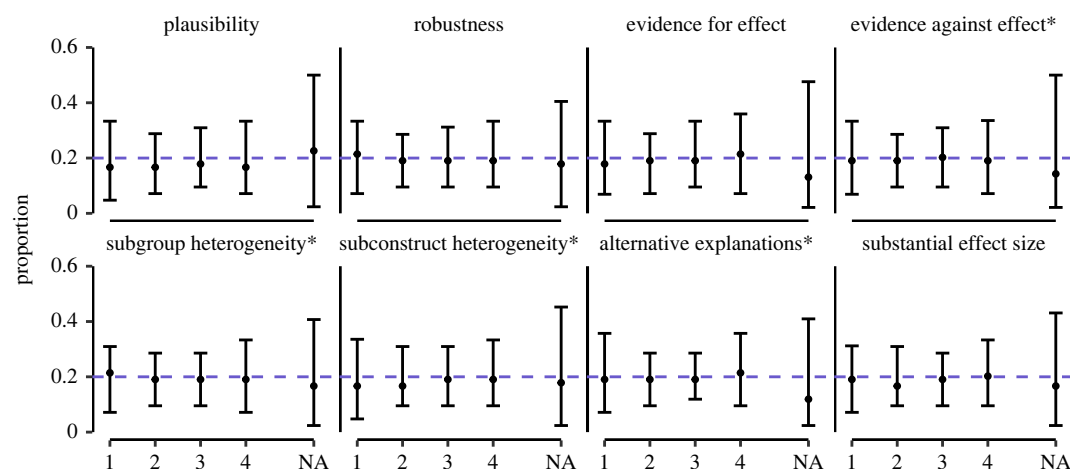 plausibility robustness evidence for effect evidence against effect*
0.6
0.4
0.2
0
proportion
subgroup heterogeneity* subconstruct heterogeneity* alternative explanations* substantial effect size
0.6
0.4
0.2
0
1 2 3 4 NA 1 2 3 4 NA 1 2 3 4 NA 1 2 3 4 NA